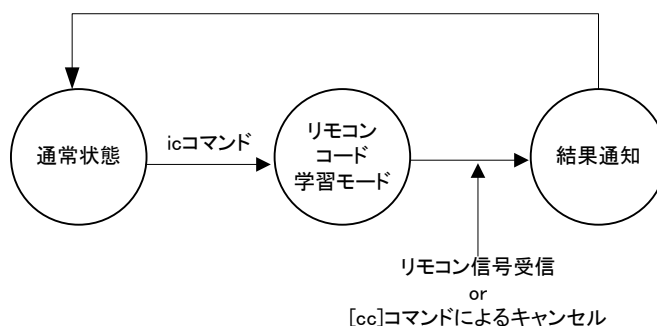 通常状態
icコマンド
リモコン
コード
学習モード
結果通知
リモコン信号受信
or
[cc]コマンドによるキャンセル